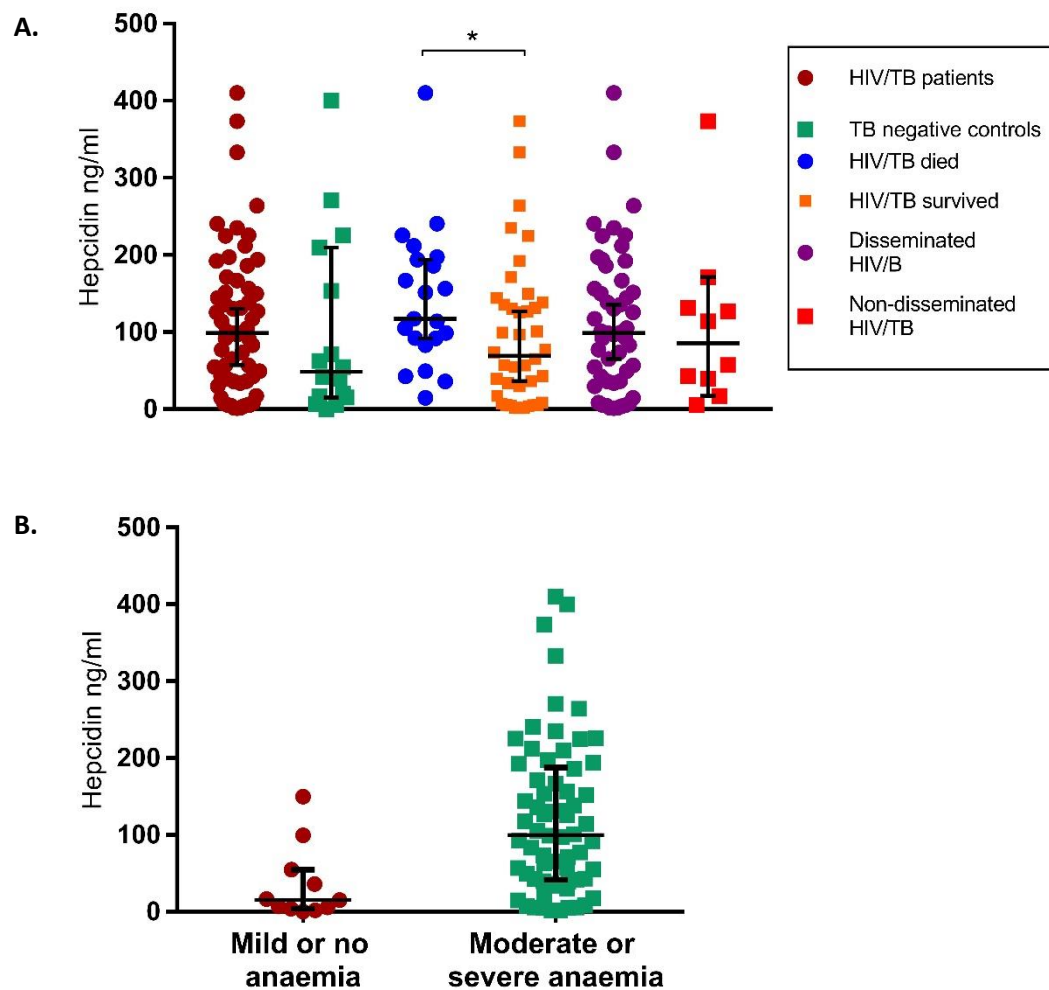 A.
*
Hepcidin ng/ml
500
400
300
200
100
0
HIV/TB patients
TB negative controls
HIV/TB died
HIV/TB survived
Disseminated
HIV/B
Non-disseminated
HIV/TB
B.
Hepcidin ng/ml
500
400
300
200
100
0
Mild or no
anaemia
Moderate or
severe anaemia